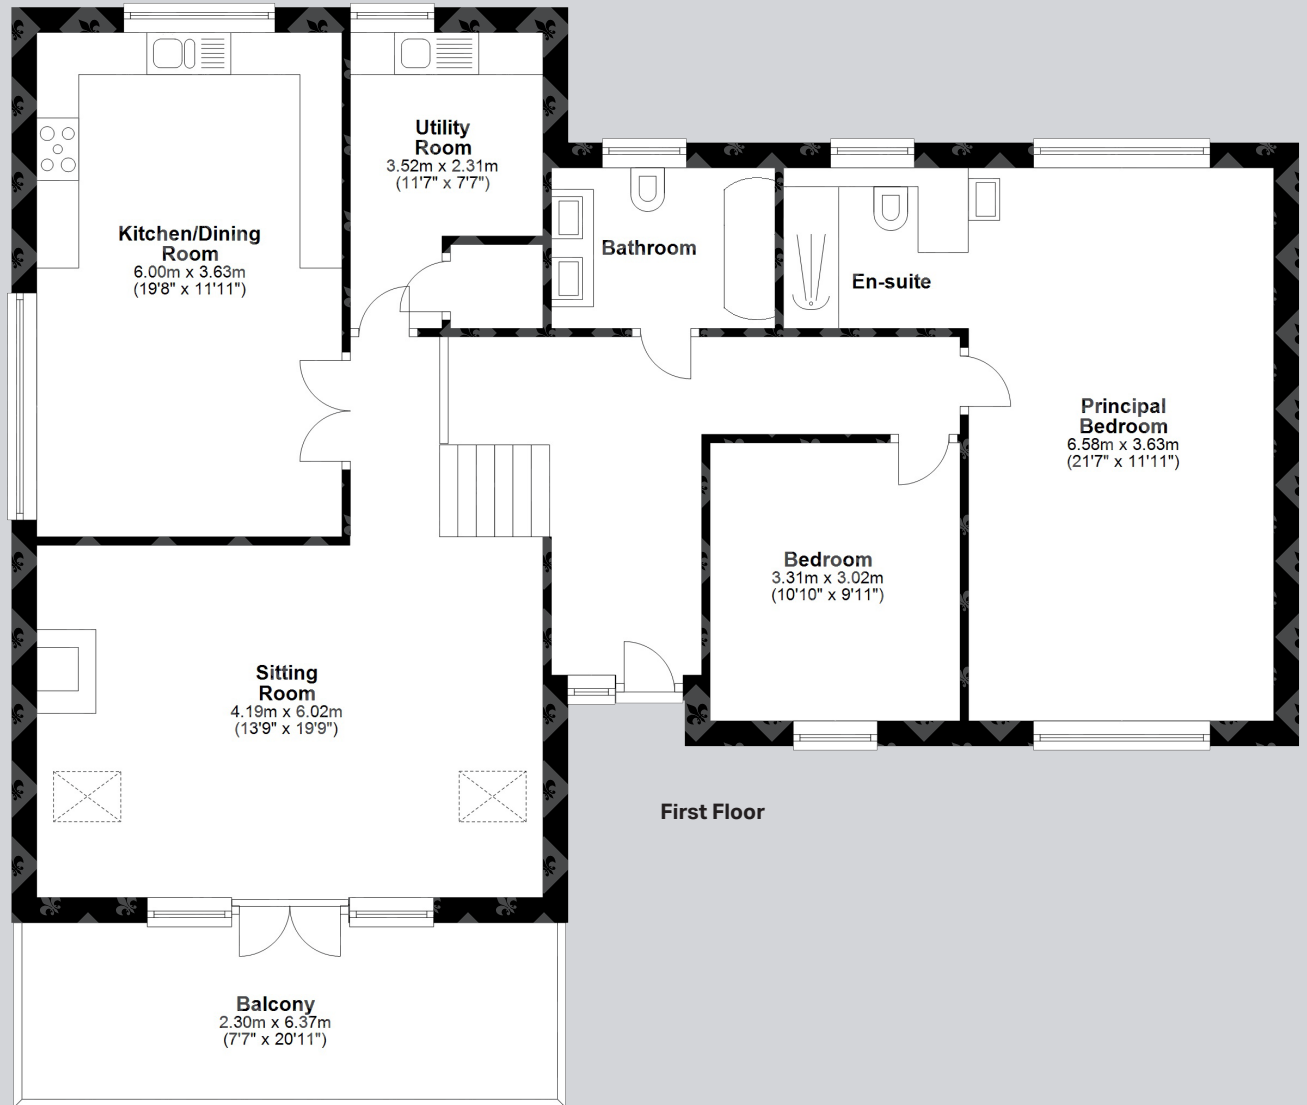 Utility
Room
3.52m x 2.31m
(11'7" x 7'7")
Kitchen/Dining
Room
6.00m x 3.63m
(19'8" x 11'11")
Bathroom
En-suite
Principal
Bedroom
6.58m x 3.63m
(21'7" x 11'11")
Bedroom
3.31m x 3.02m
(10'10" x 9'11")
Sitting
Room
4.19m x 6.02m
(13'9" x 19'9")
First Floor
Balcony
2.30m x 6.37m
(7'7" x 20'11")